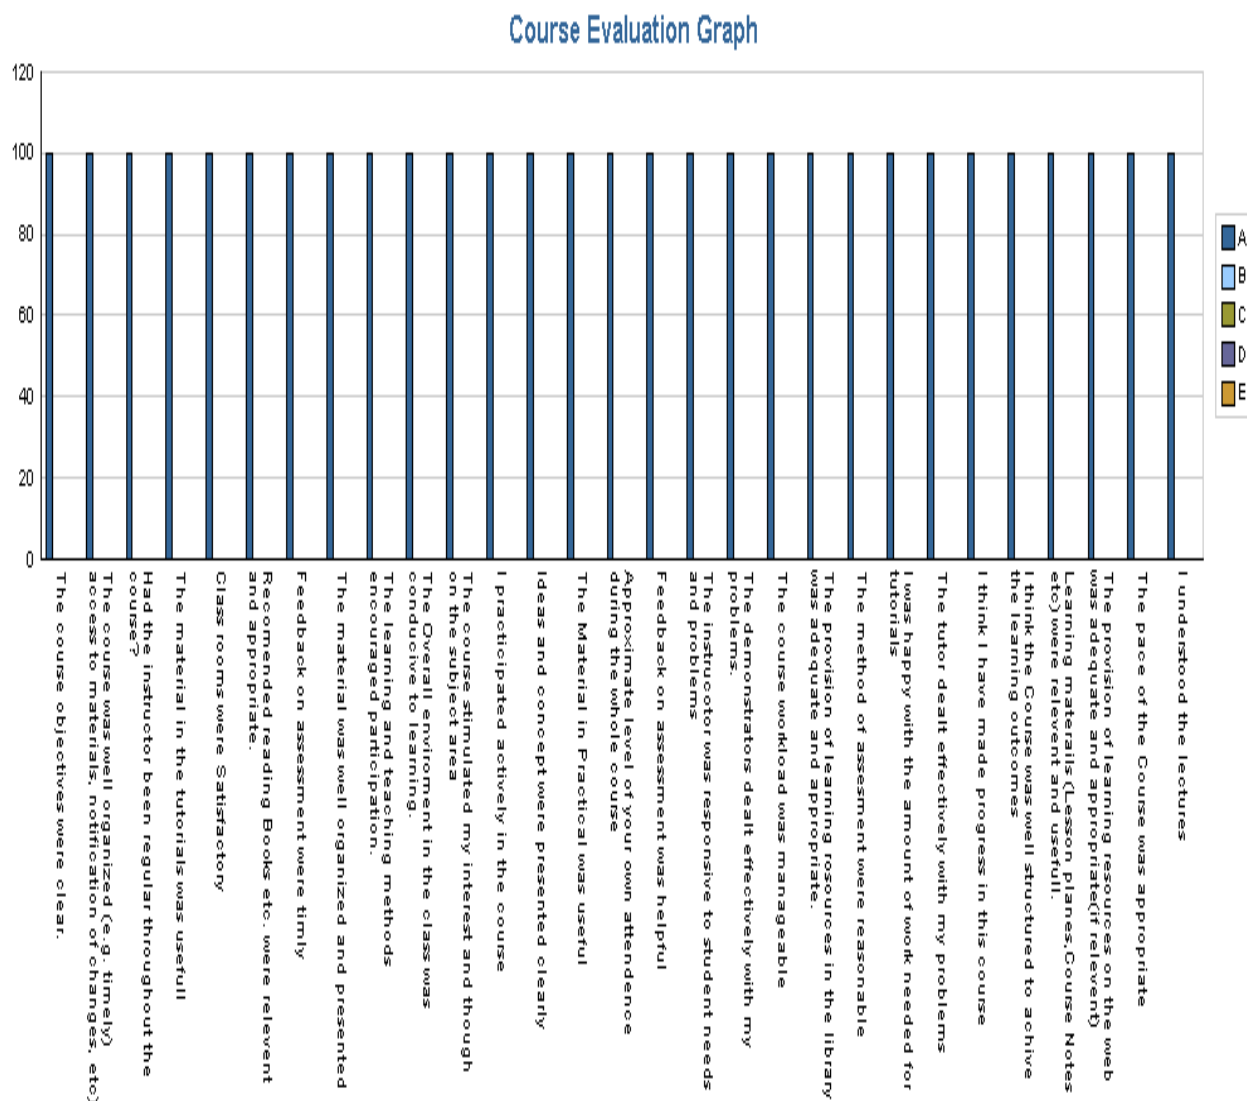 Course Evaluation Graph
120
100
80
60
40
20
0
A
B
C
D
E
The course objectives were clear.
The course was well organized (e.g. timely)
access to materials, notification of changes, etc)
Had the instructor been regular throughout the
course?
The material in the tutorials was usefull
Class rooms were Satisfactory
Recomended reading Books etc. were relevent
and appropriate.
Feedback on assessment were timly
The material was well organized and presented
The learning and teaching methods
encouraged participation.
The Overall enviroment in the class was
conducive to learning.
The course stimulated my interest and though
on the subject area
I practicipated actively in the course
Ideas and concept were presented clearly
The Material in Practical was useful
Approximate level of your own attendence
during the whole course
Feedback on assessment was helpful
The instrucotor was responsive to student needs
and problems
The demonstrators dealt effectively with my
problems.
The course workload was manageable
The provision of learning rosources in the library
was adequate and appropriate.
The method of assesment were reasonable
I was happy with the amount of work needed for
tutorials
The tutor dealt effectively with my problems
I think I have made progress in this course
I think the Course was well structured to achive
the learning outcomes
Learning materails (Lesson planes,Course Notes
etc) were relevent and usefull.
The provision of learning resources on the web
was adequate and appropriate(if relevent)
The pace of the Course was appropriate
I understood the lectures